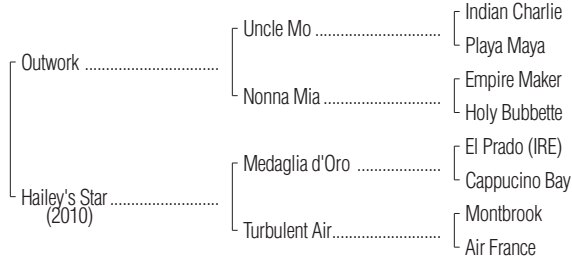 Indian Charlie
Uncle Mo
Playa Maya
Outwork
Empire Maker
Nonna Mia
Holy Bubbette
El Prado (IRE)
Medaglia d'Oro
Cappucino Bay
Hailey's Star
(2010)
Montbrook
Turbulent Air
Air France